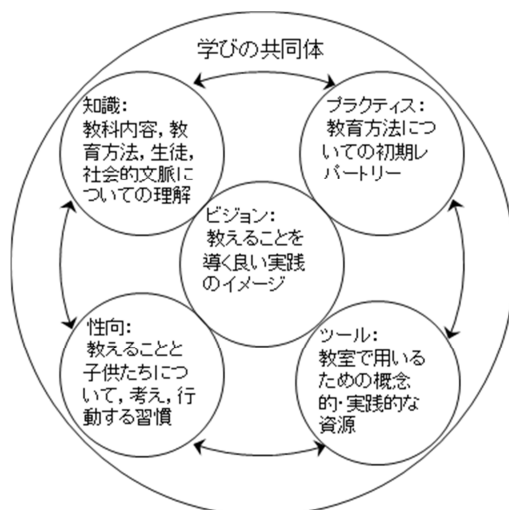 学びの共同体
知識：
教科内容，教
育方法，生徒，
社会的文脈に
ついての理解
プラクティス：
教育方法につ
いての初期レ
パートリー
ビジョン：
教えることを
導く良い実践
のイメージ
性向：
教えることと
子供たちにつ
いて，考え，行
動する習慣
ツール：
教室で用いる
ための概念
的・実践的な
資源